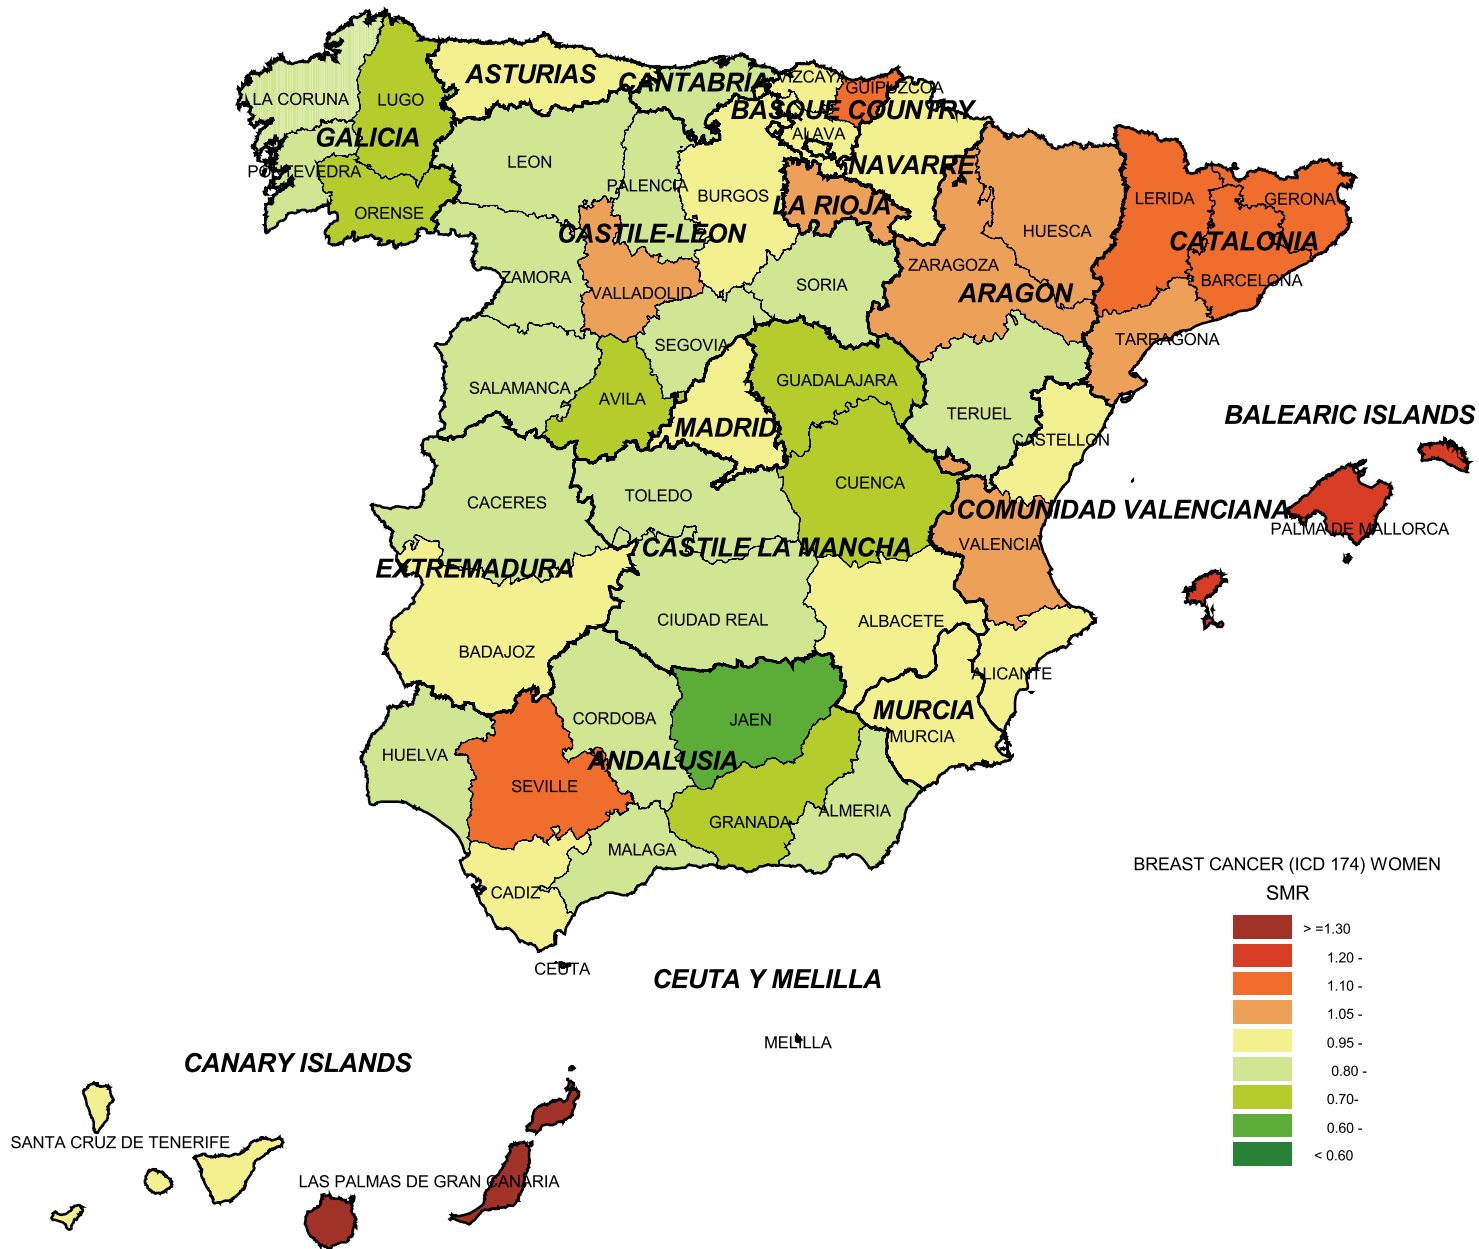 ASTURIAS
CANTABRIA
VIZCAYA
GUIPUZCOA
LA CORUNA
LUGO
BASQUE COUNTRY
GALICIA
ALAVA
LEON
NAVARRE
PONTEVEDRA
PALENCIA
BURGOS
LERIDA
GERONA
ORENSE
LA RIOJA
CASTILE-LEON
HUESCA
CATALONIA
ZAMORA
ZARAGOZA
VALLADOLID
SORIA
ARAGON
BARCELONA
SEGOVIA
TARRAGONA
SALAMANCA
AVILA
GUADALAJARA
TERUEL
BALEARIC ISLANDS
MADRID
CASTELLON
CACERES
TOLEDO
CUENCA
COMUNIDAD VALENCIANA
PALMA DE MALLORCA
EXTREMADURA
CASTILE LA MANCHA
VALENCIA
CIUDAD REAL
ALBACETE
BADAJOZ
ALICANTE
CORDOBA
JAEN
MURCIA
MURCIA
HUELVA
ANDALUSIA
SEVILLE
GRANADA
ALMERIA
MALAGA
CADIZ
CEUTA
CEUTA Y MELILLA
MELILLA
CANARY ISLANDS
SANTA CRUZ DE TENERIFE
LAS PALMAS DE GRAN CANARIA
BREAST CANCER (ICD 174) WOMEN
SMR
> =1.30
1.20 -
1.10 -
1.05 -
0.95 -
0.80 -
0.70-
0.60 -
< 0.60